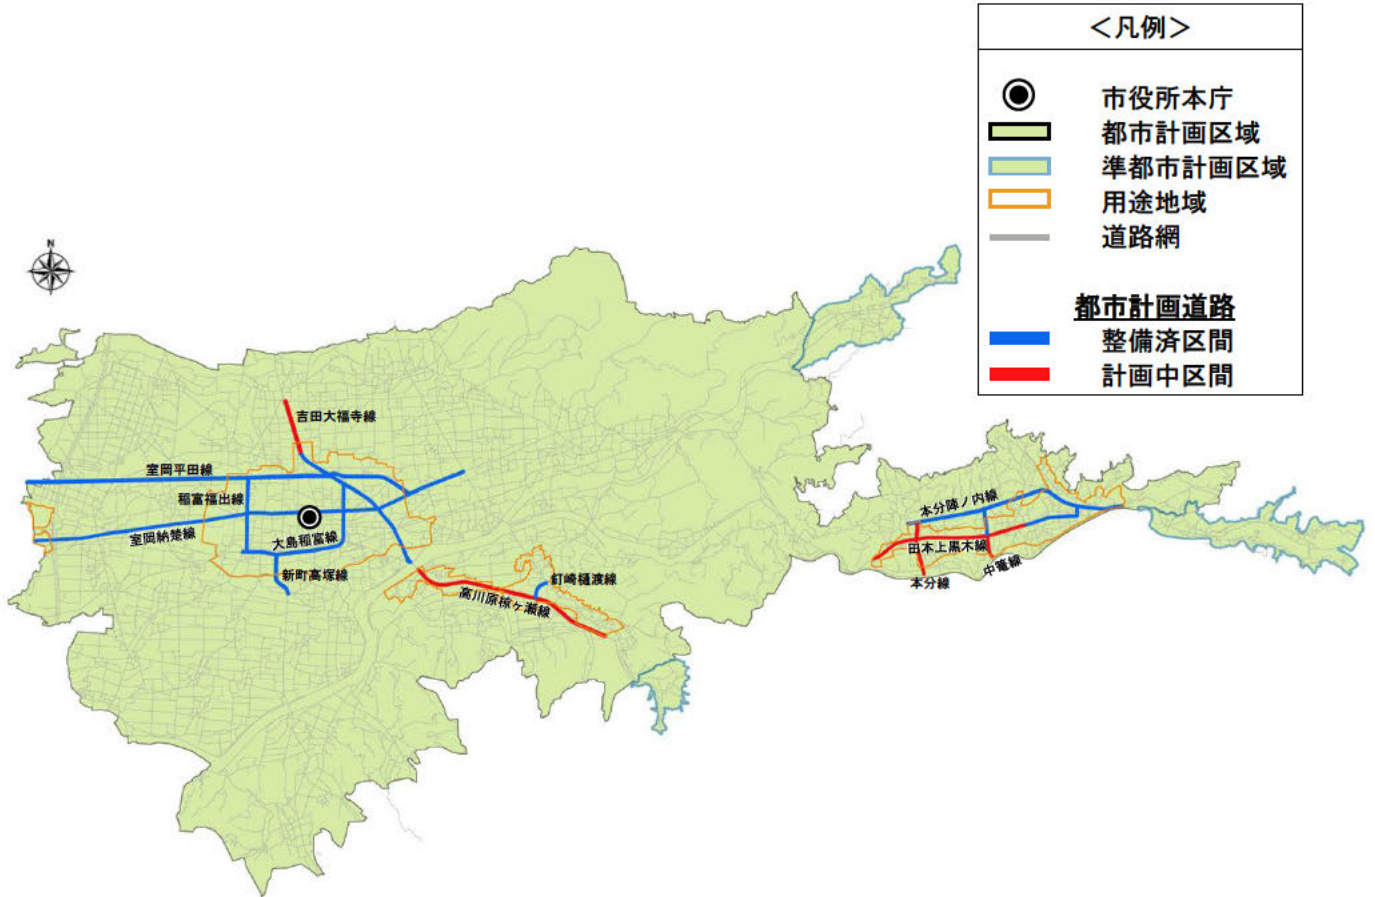 ＜凡例＞
市役所本庁
都市計画区域
準都市計画区域
用途地域
道路網
都市計画道路
整備済区間
計画中区間
N
吉田大福寺線
室岡平田線
稲富福出線
室岡納楚線
大島稲富線
新町高塚線
釘崎樋渡線
高川原椋ヶ瀬線
本分陣ノ内線
田本上黒木線
中竃線
本分線